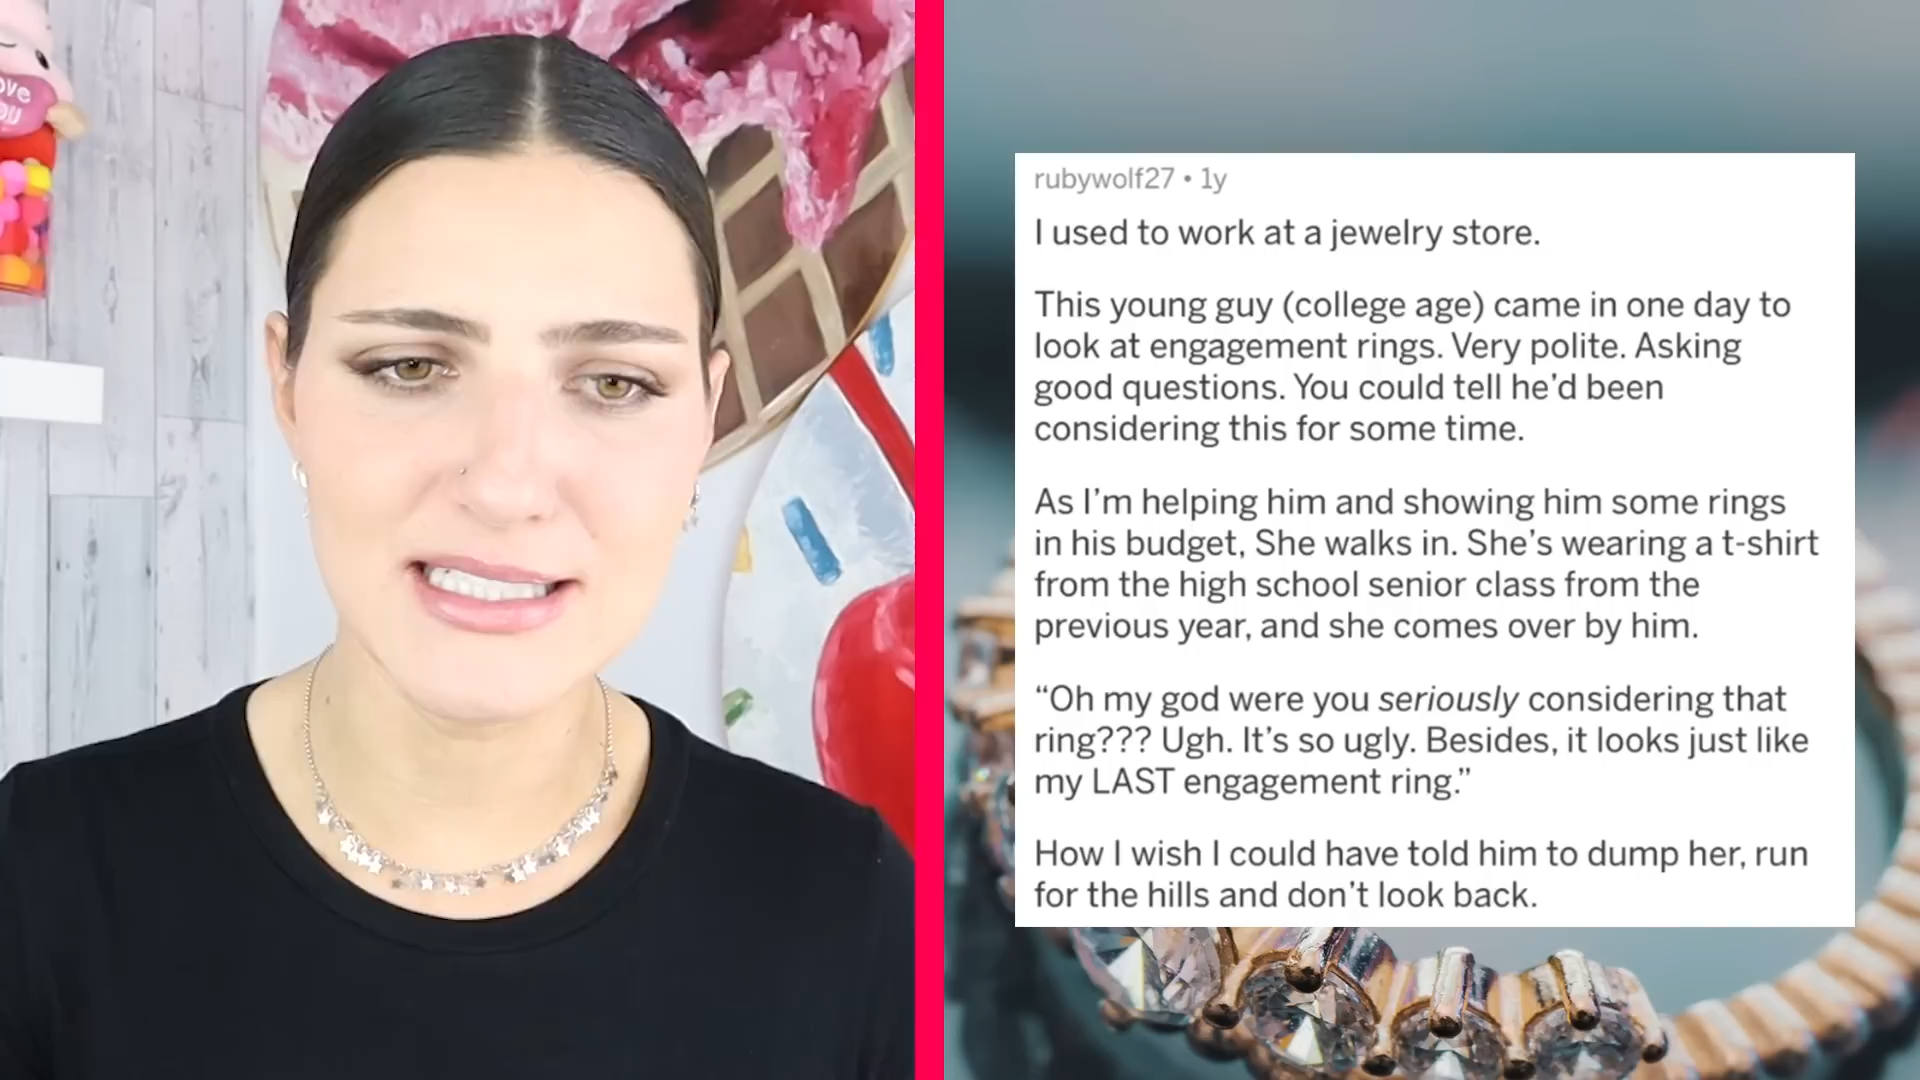 ove
OU
rubywolf27 • 1y
I used to work at a jewelry store.
This young guy (college age) came in one day to
look at engagement rings. Very polite. Asking
good questions. You could tell he’d been
considering this for some time.
As I’m helping him and showing him some rings
in his budget, She walks in. She’s wearing a t-shirt
from the high school senior class from the
previous year, and she comes over by him.
“Oh my god were you seriously considering that
ring??? Ugh. It’s so ugly. Besides, it looks just like
my LAST engagement ring.”
How I wish I could have told him to dump her, run
for the hills and don’t look back.